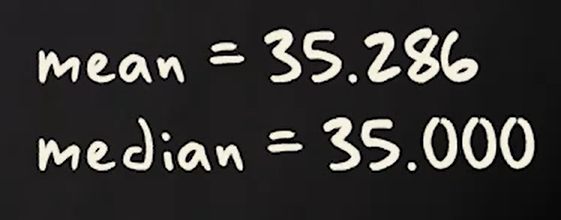 mean = 35.286
median = 35.000